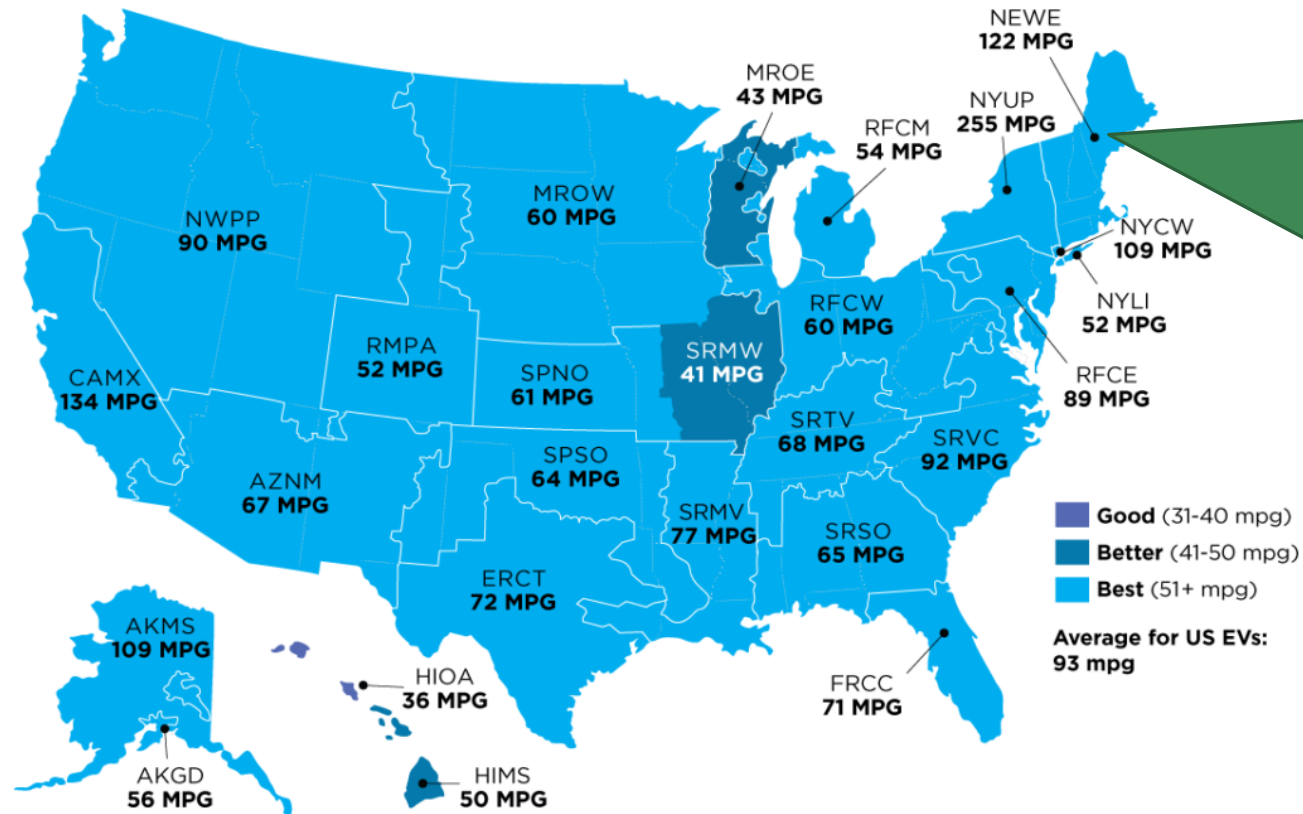 NEWE
122 MPG
MROE
43 MPG
NYUP
255 MPG
RFCM
54 MPG
MROW
60 MPG
NWPP
90 MPG
NYCW
109 MPG
NYLI
52 MPG
RFCW
60 MPG
RMPA
52 MPG
SRMW
41 MPG
RFCE
89 MPG
CAMX
134 MPG
SPNO
61 MPG
SRTV
68 MPG
SRVC
92 MPG
SPSO
64 MPG
AZNM
67 MPG
SRMV
77 MPG
SRSO
65 MPG
Good (31-40 mpg)
Better (41-50 mpg)
Best (51+ mpg)
ERCT
72 MPG
Average for US EVs:
93 mpg
AKMS
109 MPG
HIOA
36 MPG
FRCC
71 MPG
AKGD
56 MPG
HIMS
50 MPG